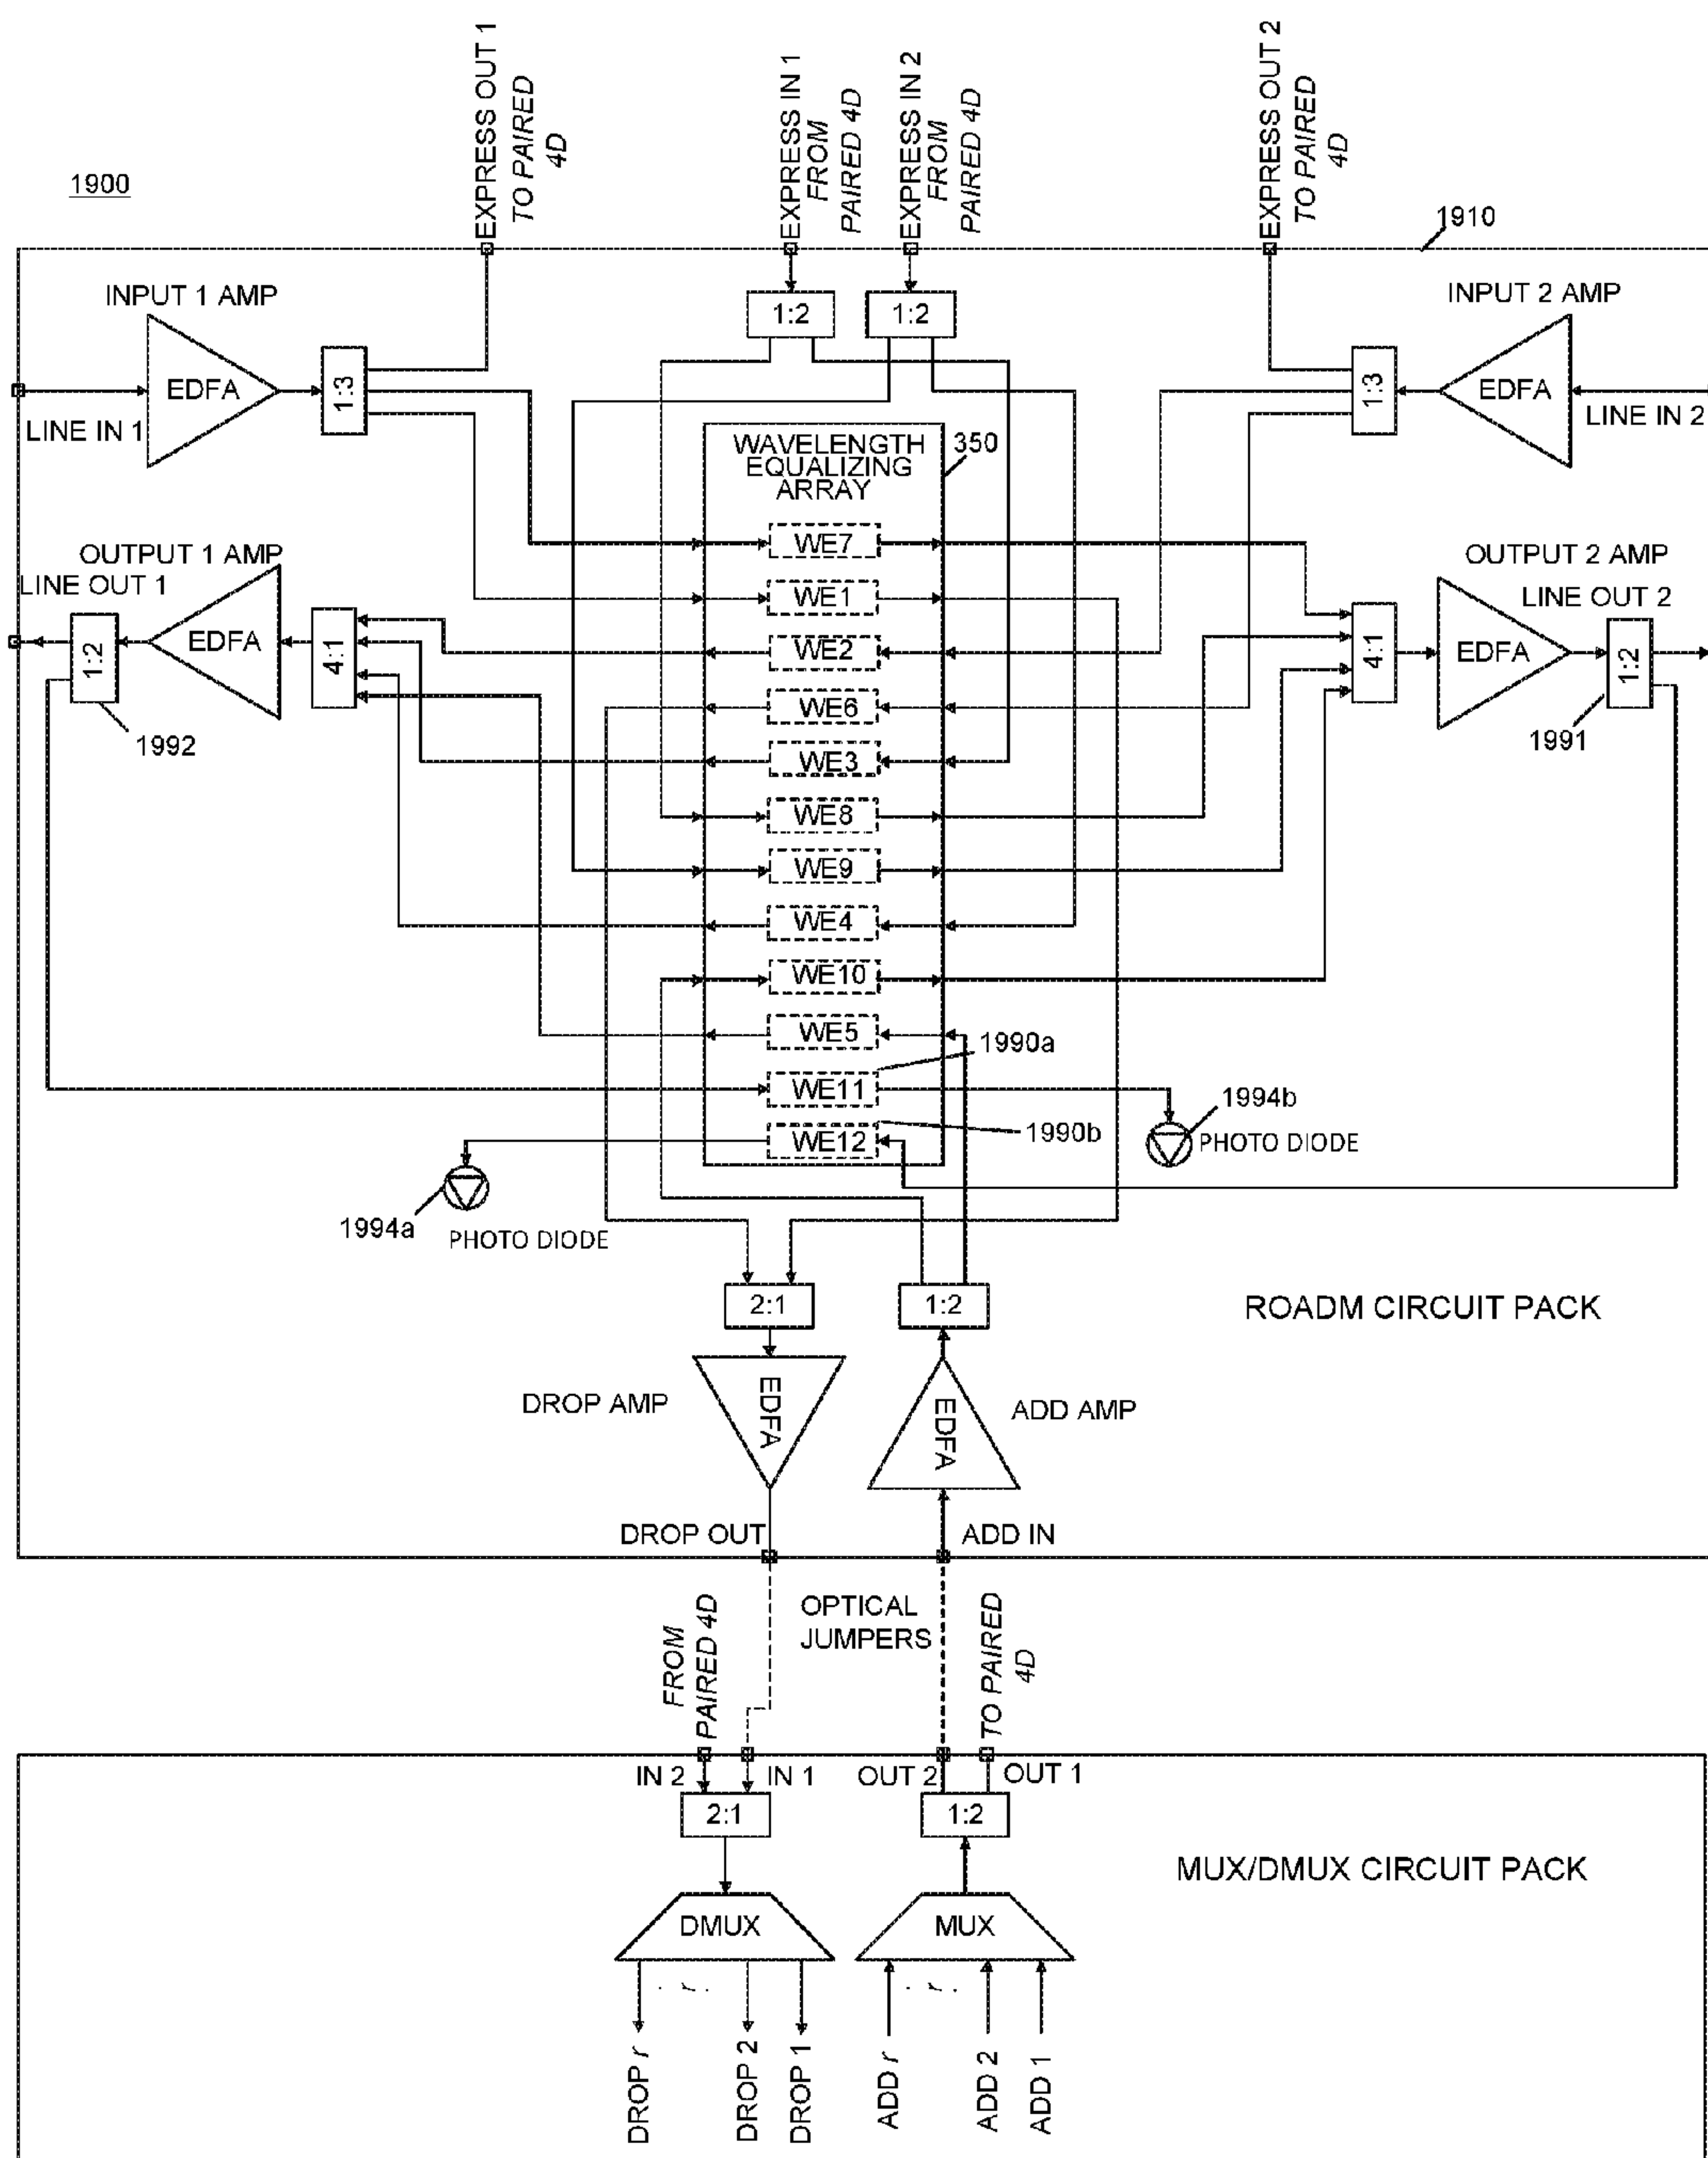 EXPRESS OUT 1
TO PAIRED
4D
EXPRESS IN 1
FROM
PAIRED 4D
EXPRESS IN 2
FROM
PAIRED 4D
EXPRESS OUT 2
TO PAIRED
4D
1900
1910
INPUT 1 AMP
1:2
1:2
INPUT 2 AMP
EDFA
1:3
1:3
EDFA
LINE IN 1
LINE IN 2
WAVELENGTH
EQUALIZING
ARRAY
350
WE7
OUTPUT 1 AMP
OUTPUT 2 AMP
LINE OUT 1
WE1
LINE OUT 2
1:2
EDFA
4:1
WE2
4:1
EDFA
1:2
WE6
1992
1991
WE3
WE8
WE9
WE4
WE10
WE5
1990a
WE11
1994b
1990b
PHOTO DIODE
WE12
1994a
PHOTO DIODE
2:1
1:2
ROADM CIRCUIT PACK
DROP AMP
EDFA
EDFA
ADD AMP
DROP OUT
ADD IN
FROM
PAIRED 4D
OPTICAL
JUMPERS
TO PAIRED
4D
IN 2
IN 1
OUT 2
OUT 1
2:1
1:2
MUX/DMUX CIRCUIT PACK
DMUX
MUX
r
r
DROP r
DROP 2
DROP 1
ADD r
ADD 2
ADD 1